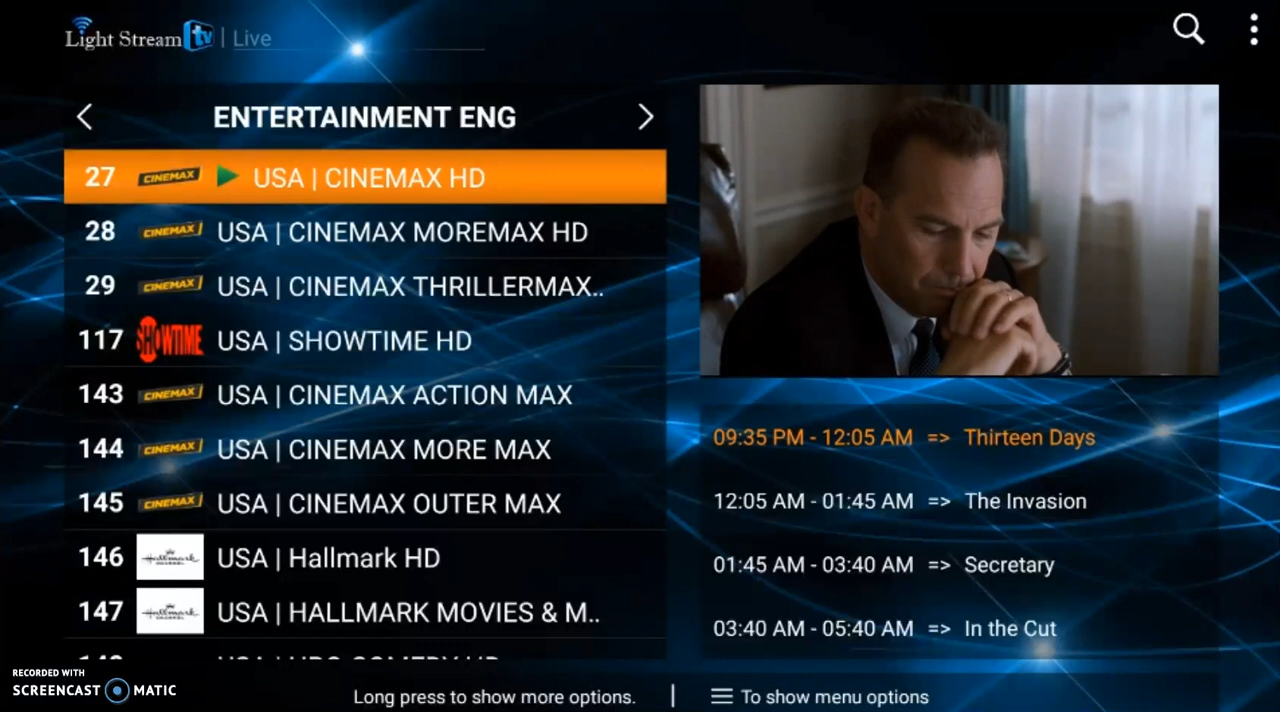 Light Stream tv | Live
ENTERTAINMENT ENG
27 CINEMAX USA | CINEMAX HD
28 CINEMAX USA | CINEMAX MOREMAX HD
29 CINEMAX USA | CINEMAX THRILLERMAX..
117 SHOWTIME USA | SHOWTIME HD
143 CINEMAX USA | CINEMAX ACTION MAX
144 CINEMAX USA | CINEMAX MORE MAX
145 CINEMAX USA | CINEMAX OUTER MAX
146 Hallmark CHANNEL USA | Hallmark HD
147 Hallmark CHANNEL USA | HALLMARK MOVIES & M..
09:35 PM - 12:05 AM => Thirteen Days
12:05 AM - 01:45 AM => The Invasion
01:45 AM - 03:40 AM => Secretary
03:40 AM - 05:40 AM => In the Cut
RECORDED WITH
SCREENCAST MATIC
Long press to show more options. | To show menu options